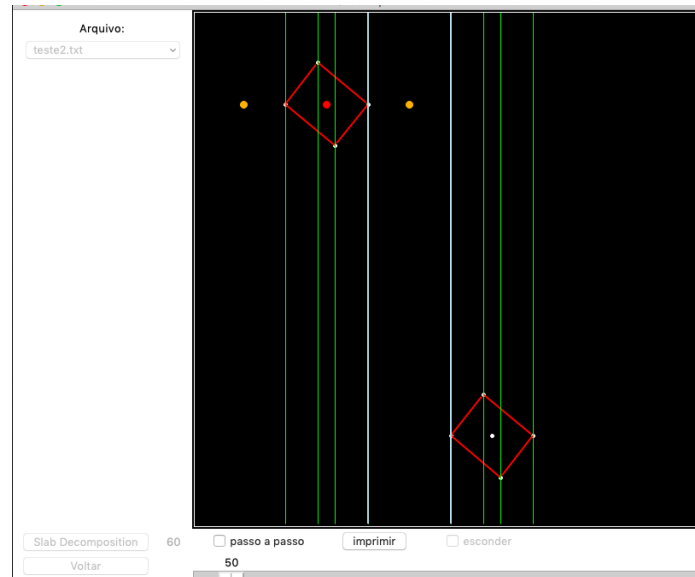 Arquivo:
teste2.txt
Slab Decomposition 60 passo a passo imprimir esconder
Voltar 50